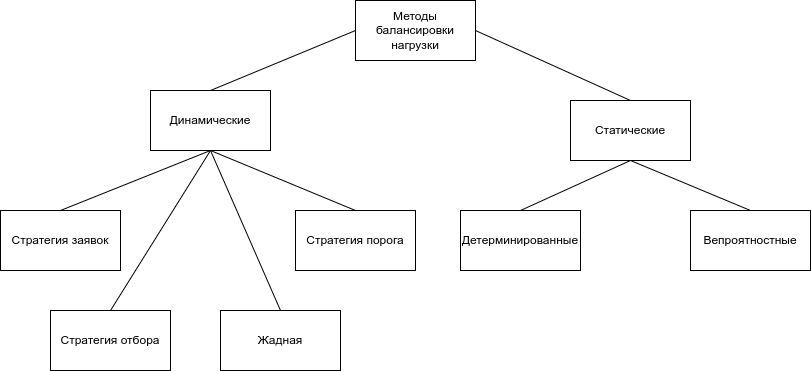 Методы
балансировки
нагрузки
Динамические
Статические
Стратегия заявок
Стратегия порога
Детерминированные
Вепроятностные
Стратегия отбора
Жадная